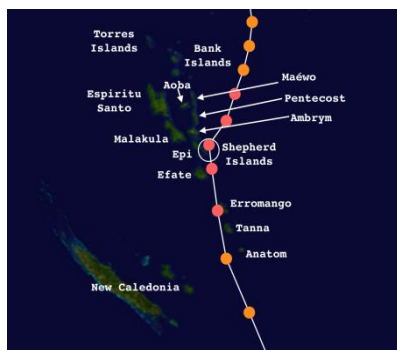 Torres
Islands
Bank
Islands
Maéwo
Aoba
Espiritu
Santo
Pentecost
Ambrym
Malakula
Shepherd
Islands
Epi
Efate
Erromango
Tanna
Anatom
New Caledonia